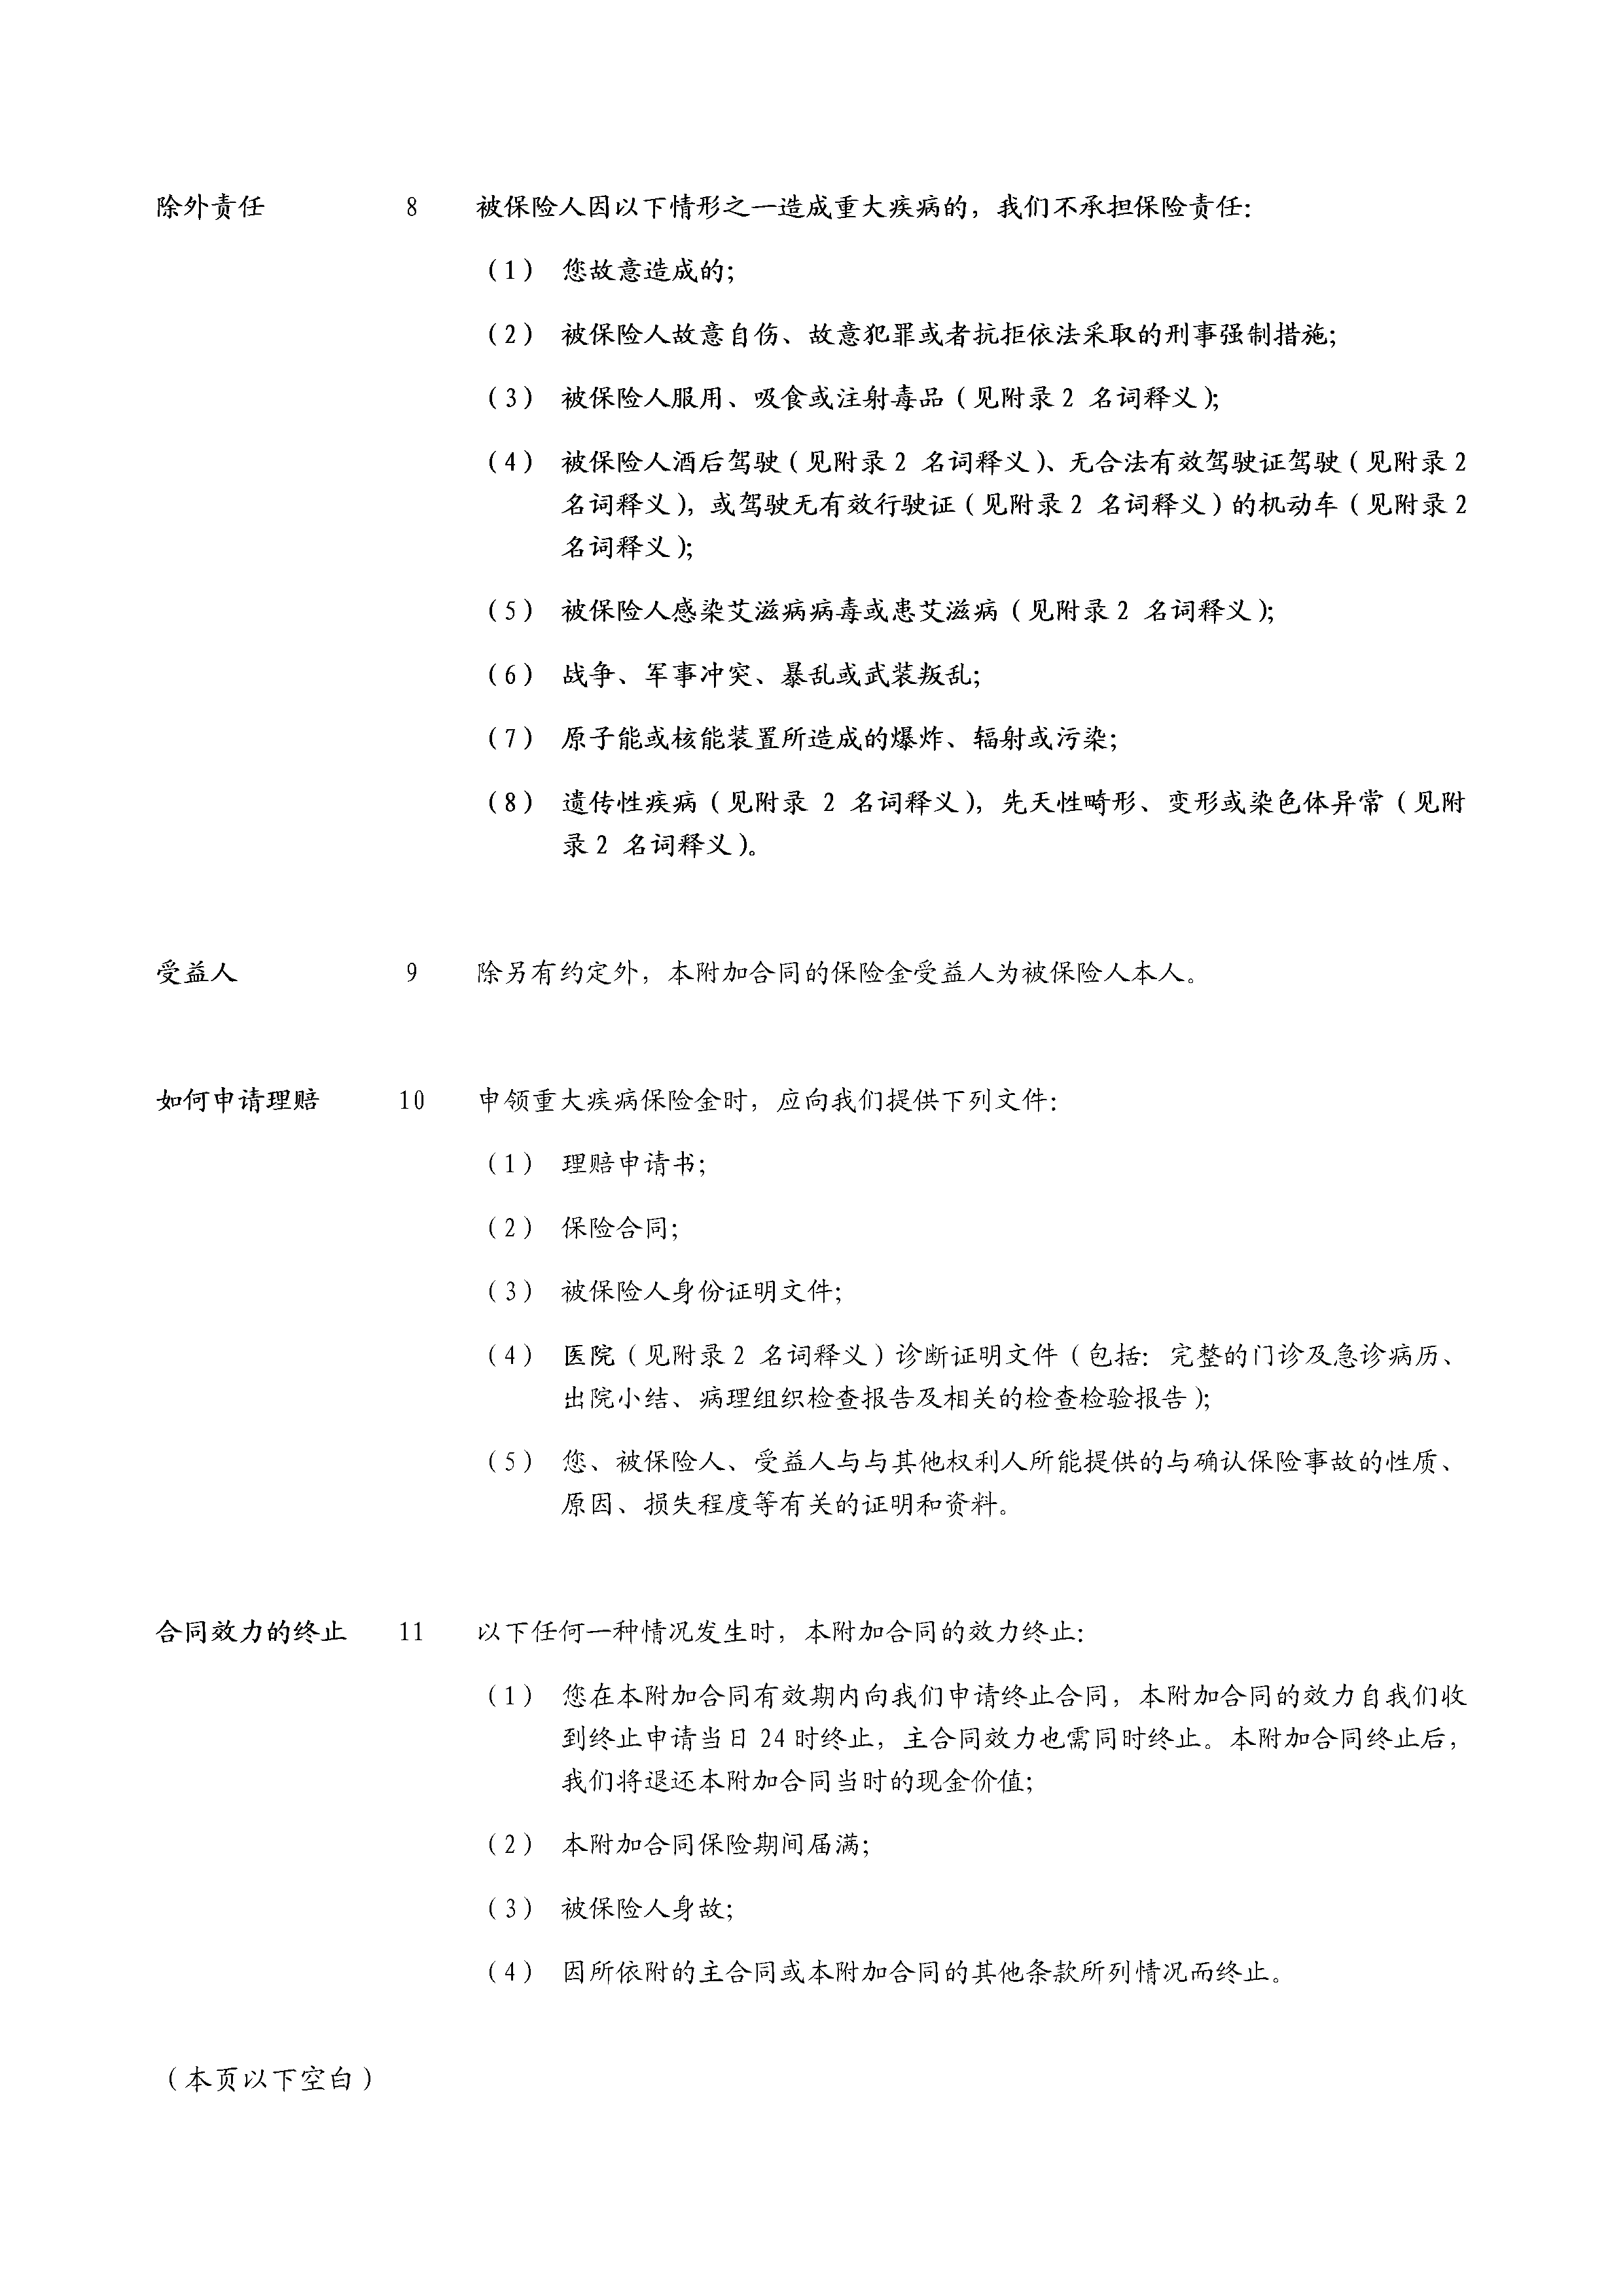 除外责任 8 被保险人因以下情形之一造成重大疾病的，我们不承担保险责任：
（1） 您故意造成的；
（2） 被保险人故意自伤、故意犯罪或者抗拒依法采取的刑事强制措施；
（3） 被保险人服用、吸食或注射毒品（见附录2 名词释义）；
（4） 被保险人酒后驾驶（见附录2 名词释义）、无合法有效驾驶证驾驶（见附录2
名词释义），或驾驶无有效行驶证（见附录2 名词释义）的机动车（见附录2
名词释义）；
（5） 被保险人感染艾滋病病毒或患艾滋病（见附录2 名词释义）；
（6） 战争、军事冲突、暴乱或武装叛乱；
（7） 原子能或核能装置所造成的爆炸、辐射或污染；
（8） 遗传性疾病（见附录 2 名词释义），先天性畸形、变形或染色体异常（见附
录2 名词释义）。
受益人 9 除另有约定外，本附加合同的保险金受益人为被保险人本人。
如何申请理赔 10 申领重大疾病保险金时，应向我们提供下列文件：
（1） 理赔申请书；
（2） 保险合同；
（3） 被保险人身份证明文件；
（4） 医院（见附录2 名词释义）诊断证明文件（包括：完整的门诊及急诊病历、
出院小结、病理组织检查报告及相关的检查检验报告）；
（5） 您、被保险人、受益人与与其他权利人所能提供的与确认保险事故的性质、
原因、损失程度等有关的证明和资料。
合同效力的终止 11 以下任何一种情况发生时，本附加合同的效力终止：
（1） 您在本附加合同有效期内向我们申请终止合同，本附加合同的效力自我们收
到终止申请当日 24 时终止，主合同效力也需同时终止。本附加合同终止后，
我们将退还本附加合同当时的现金价值；
（2） 本附加合同保险期间届满；
（3） 被保险人身故；
（4） 因所依附的主合同或本附加合同的其他条款所列情况而终止。
（本页以下空白）